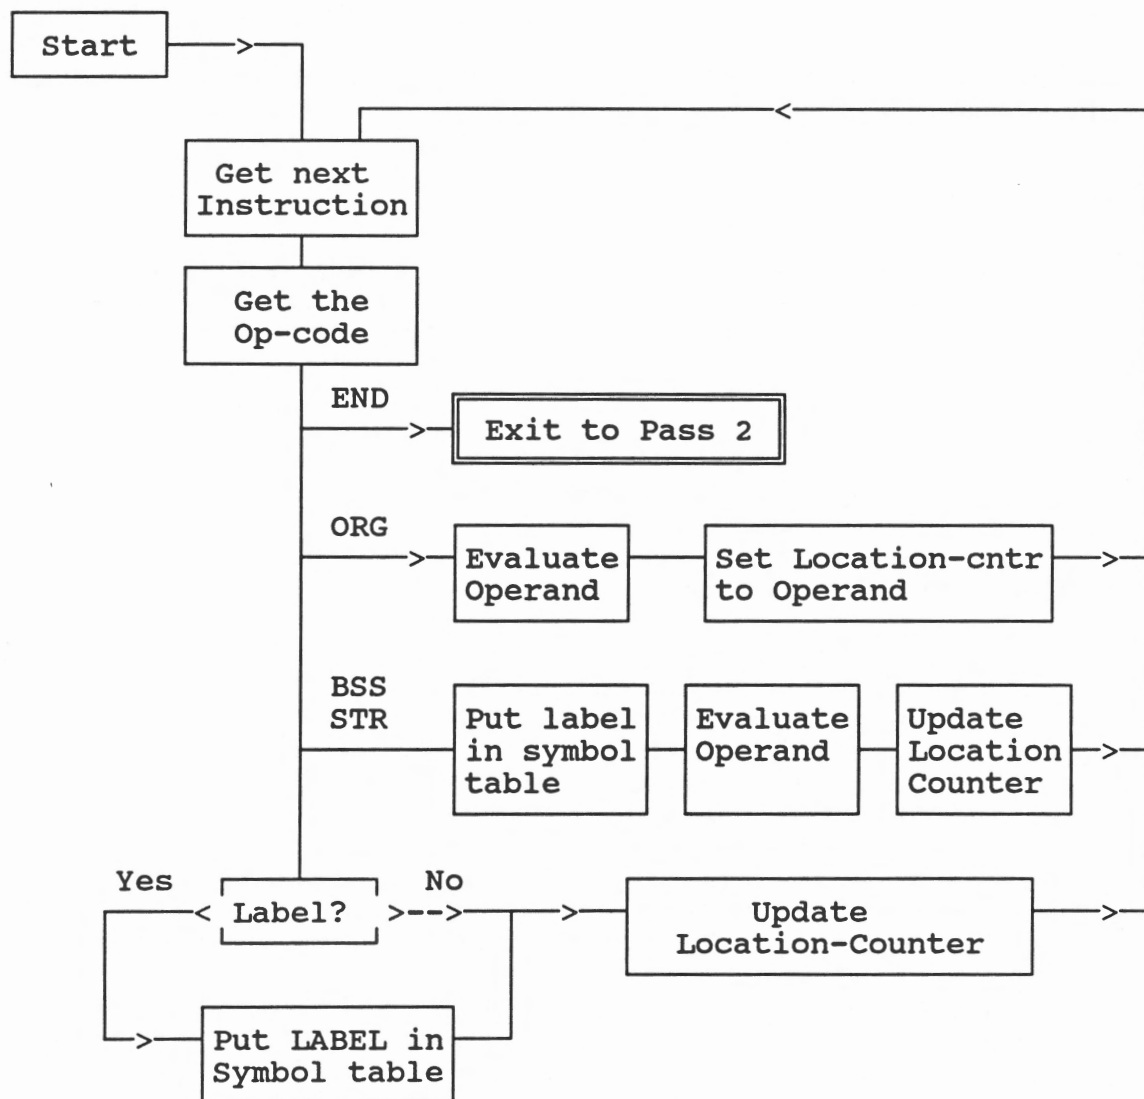 Start
Get next
Instruction
Get the
Op-code
END
Exit to Pass 2
ORG
Evaluate
Operand
Set Location-cntr
to Operand
BSS
STR
Put label
in symbol
table
Evaluate
Operand
Update
Location
Counter
Yes
Label?
No
Update
Location-Counter
Put LABEL in
Symbol table